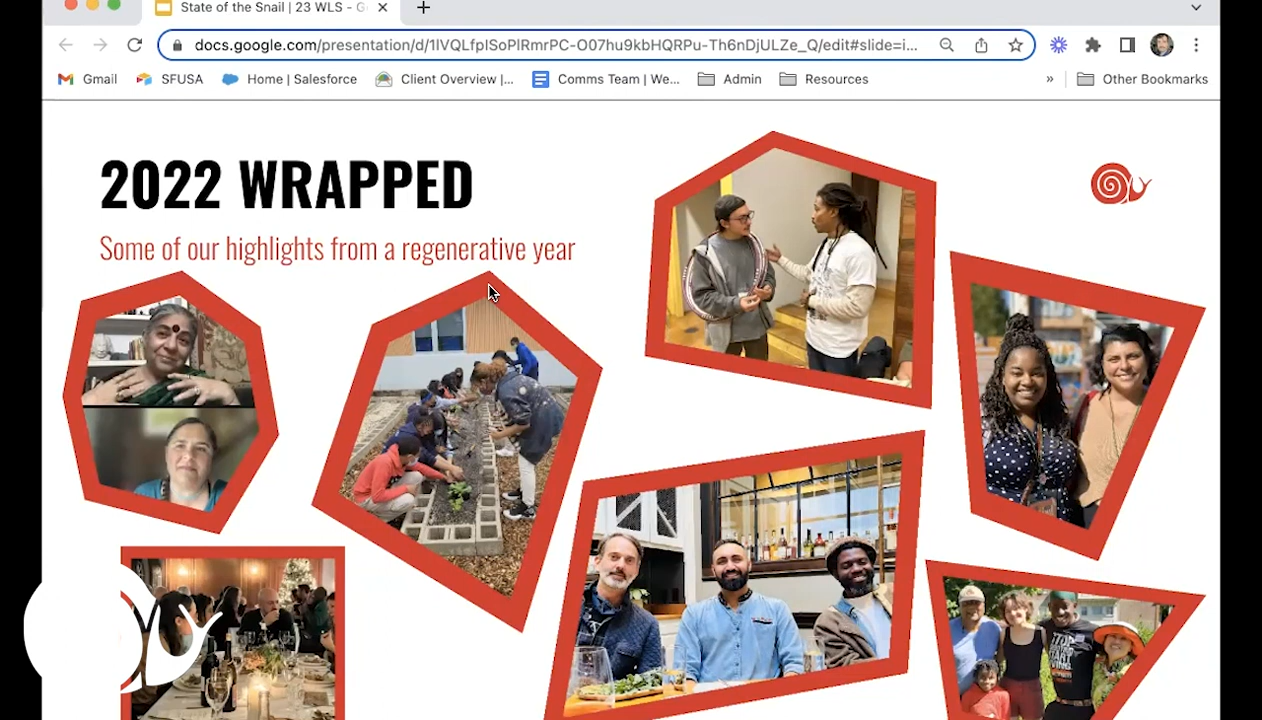 State of the Snail | 23 WLS - G
docs.google.com/presentation/d/1lVQLfpISoPlRmrPC-O07hu9kbHQRPu-Th6nDjULZe_Q/edit#slide=i...
Gmail
SFUSA
Home | Salesforce
Client Overview |...
Comms Team | We...
Admin
Resources
»
Other Bookmarks
2022 WRAPPED
Some of our highlights from a regenerative year